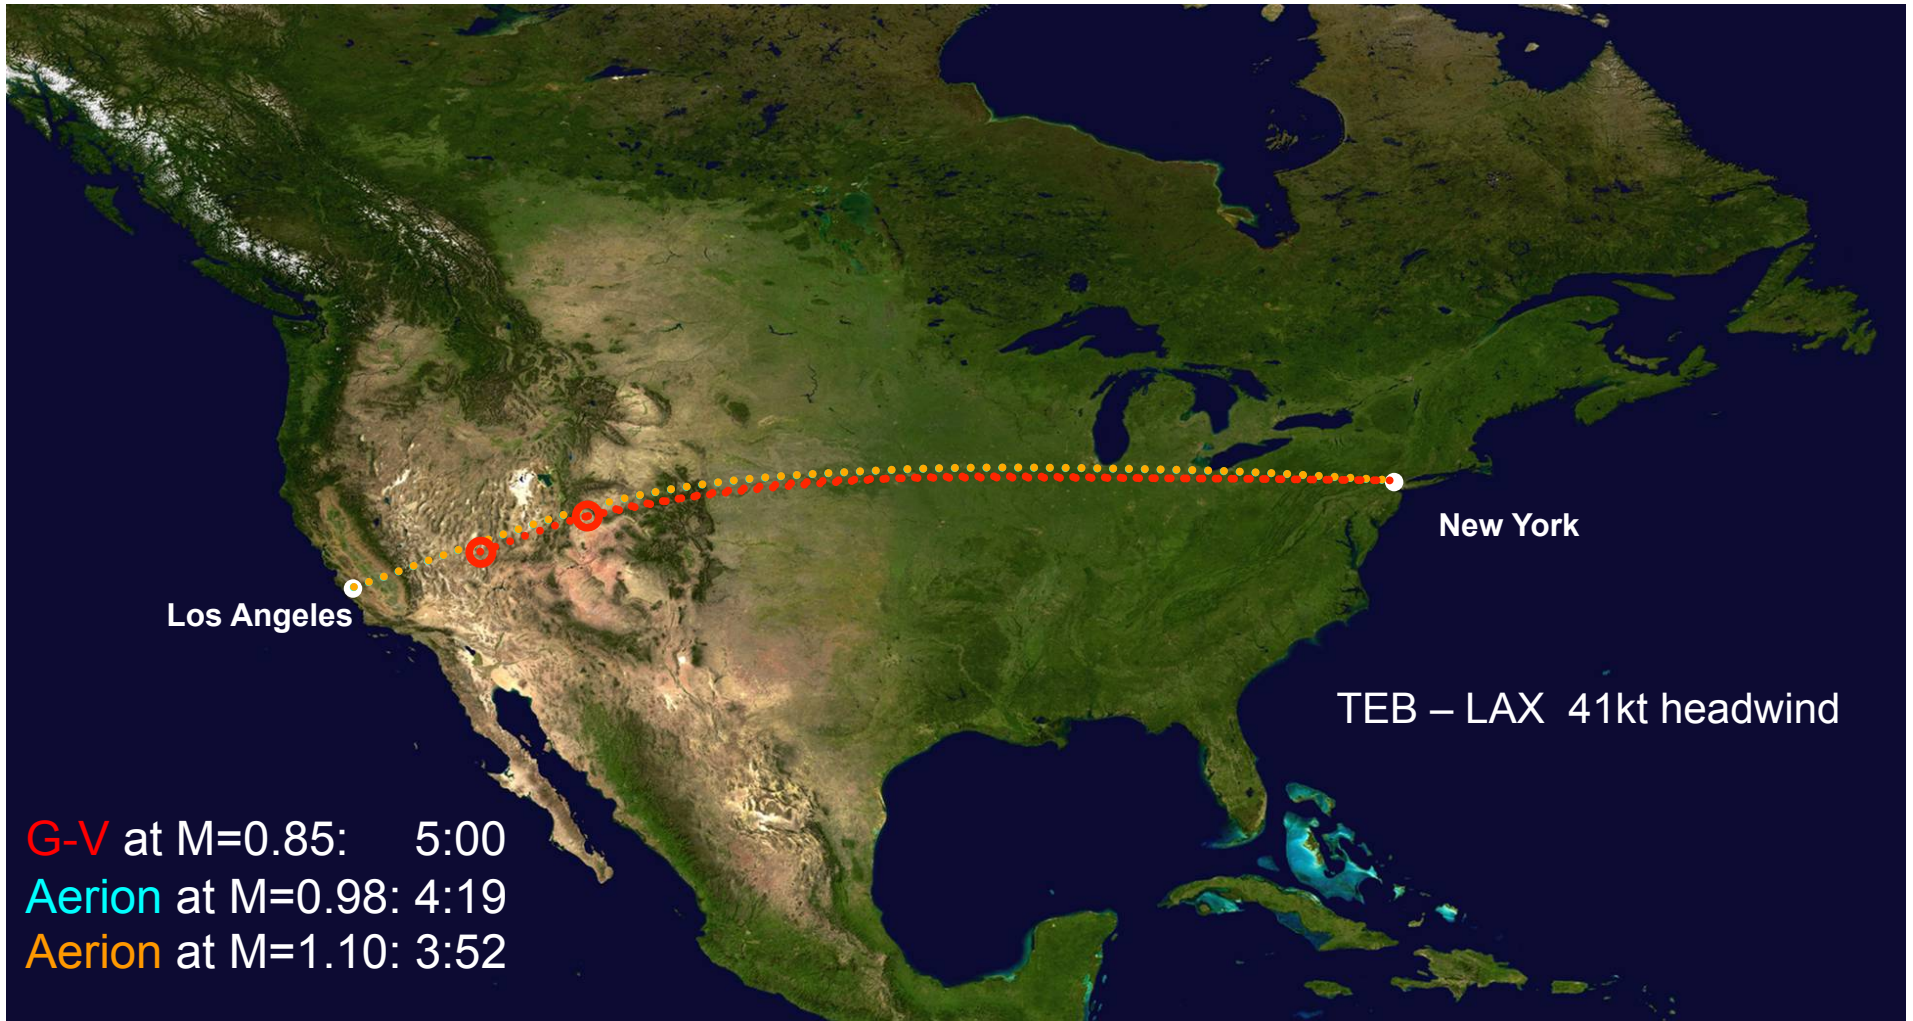 New York
Los Angeles
TEB – LAX 41kt headwind
G-V at M=0.85: 5:00
Aerion at M=0.98: 4:19
Aerion at M=1.10: 3:52